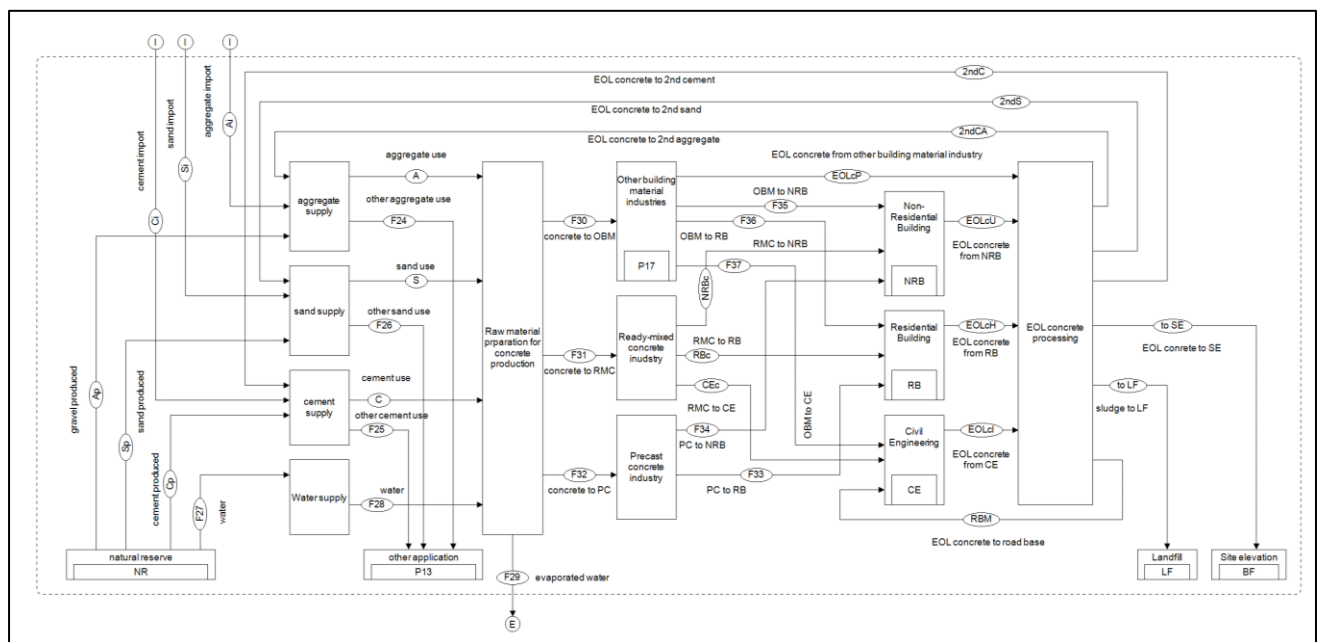 I
I
I
EOL concrete to 2nd cement
2ndC
EOL concrete to 2nd sand
2ndS
EOL concrete to 2nd aggregate
2ndCA
cement import
sand import
aggregate import
Ci
Si
Ai
aggregate use
A
other aggregate use
F24
aggregate
supply
sand use
S
other sand use
F26
sand supply
cement use
C
other cement use
F25
cement
supply
water
F28
Water supply
gravel produced
Ap
sand produced
Sp
cement produced
Cp
F27
water
natural reserve
NR
other application
P13
Raw material
prparation for
concrete
production
F29
evaporated water
E
F30
concrete to OBM
F31
concrete to RMC
F32
concrete to PC
Other building
material
industries
P17
Ready-mixed
concrete
inudstry
Precast concrete
industry
EOL concrete from other building material industry
EOLcP
OBM to NRB
F35
F36
OBM to RB
RMC to NRB
F37
NRBc
RMC to RB
RBc
CEc
RMC to CE
OBM to CE
F34
PC to NRB
F33
PC to RB
Non-
Residential
Building
NRB
Residential
Building
RB
Civil
Engineering
CE
EOLcU
EOL concrete
from NRB
EOLcH
EOL concrete
from RB
EOLcI
EOL concrete
from CE
RBM
EOL concrete to road base
EOL concrete
processing
to SE
EOL conrete to SE
to LF
sludge to LF
Landfill
LF
Site elevation
BF